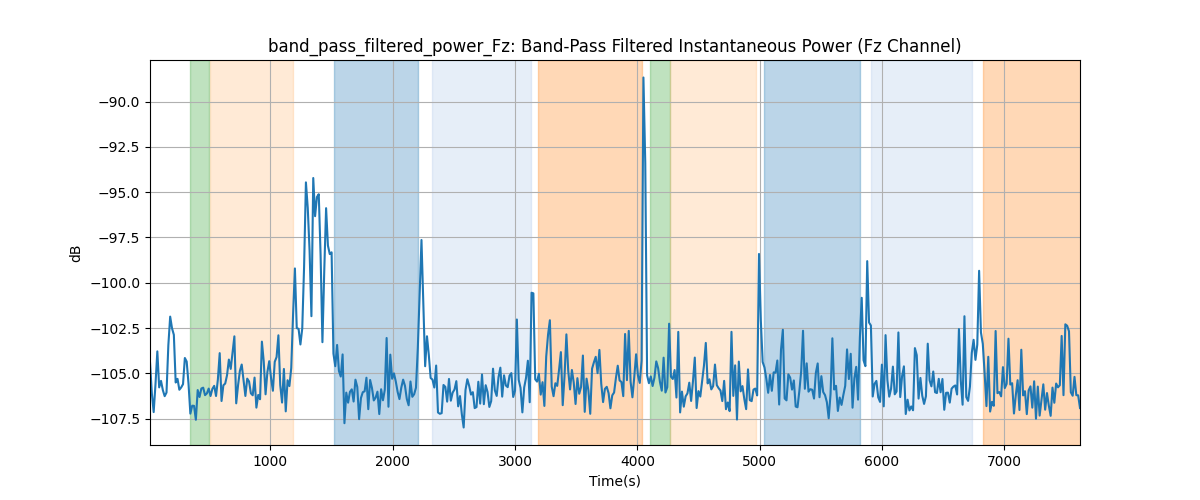 band_pass_filtered_power_Fz: Band-Pass Filtered Instantaneous Power (Fz Channel)
−90.0
−92.5
−95.0
−97.5
−100.0
−102.5
−105.0
−107.5
dB
1000 2000 3000 4000 5000 6000 7000
Time(s)